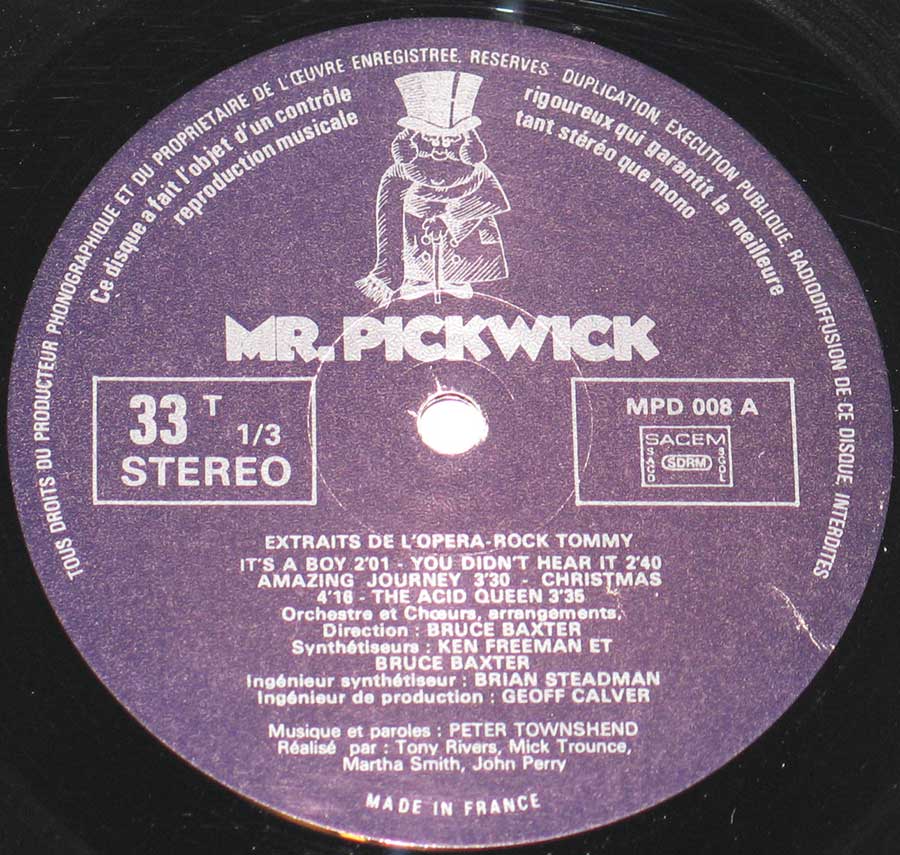 TOUS DROITS DU PRODUCTEUR PHONOGRAPHIQUE ET DU PROPRIETAIRE DE L'ŒUVRE ENREGISTREE. RESERVES - DUPLICATION, EXECUTION PUBLIQUE, RADIODIFFUSION DE CE DISQUE INTERDITES.
Ce disque a fait l'objet d'un contrôle rigoureux qui garantit la meilleure
reproduction musicale tant stéréo que mono
MR. PICKWICK
33 T
1/3
STEREO
MPD 008 A
SACEM
SACD SDRM SGDL
EXTRAITS DE L'OPERA-ROCK TOMMY
IT'S A BOY 2'01 - YOU DIDN'T HEAR IT 2'40
AMAZING JOURNEY 3'30 - CHRISTMAS
4'16 - THE ACID QUEEN 3'35
Orchestre et Chœurs, arrangements,
Direction : BRUCE BAXTER
Synthétiseurs : KEN FREEMAN ET
BRUCE BAXTER
Ingénieur synthétiseur : BRIAN STEADMAN
Ingénieur de production : GEOFF CALVER
Musique et paroles : PETER TOWNSHEND
Réalisé par : Tony Rivers, Mick Trounce,
Martha Smith, John Perry
MADE IN FRANCE